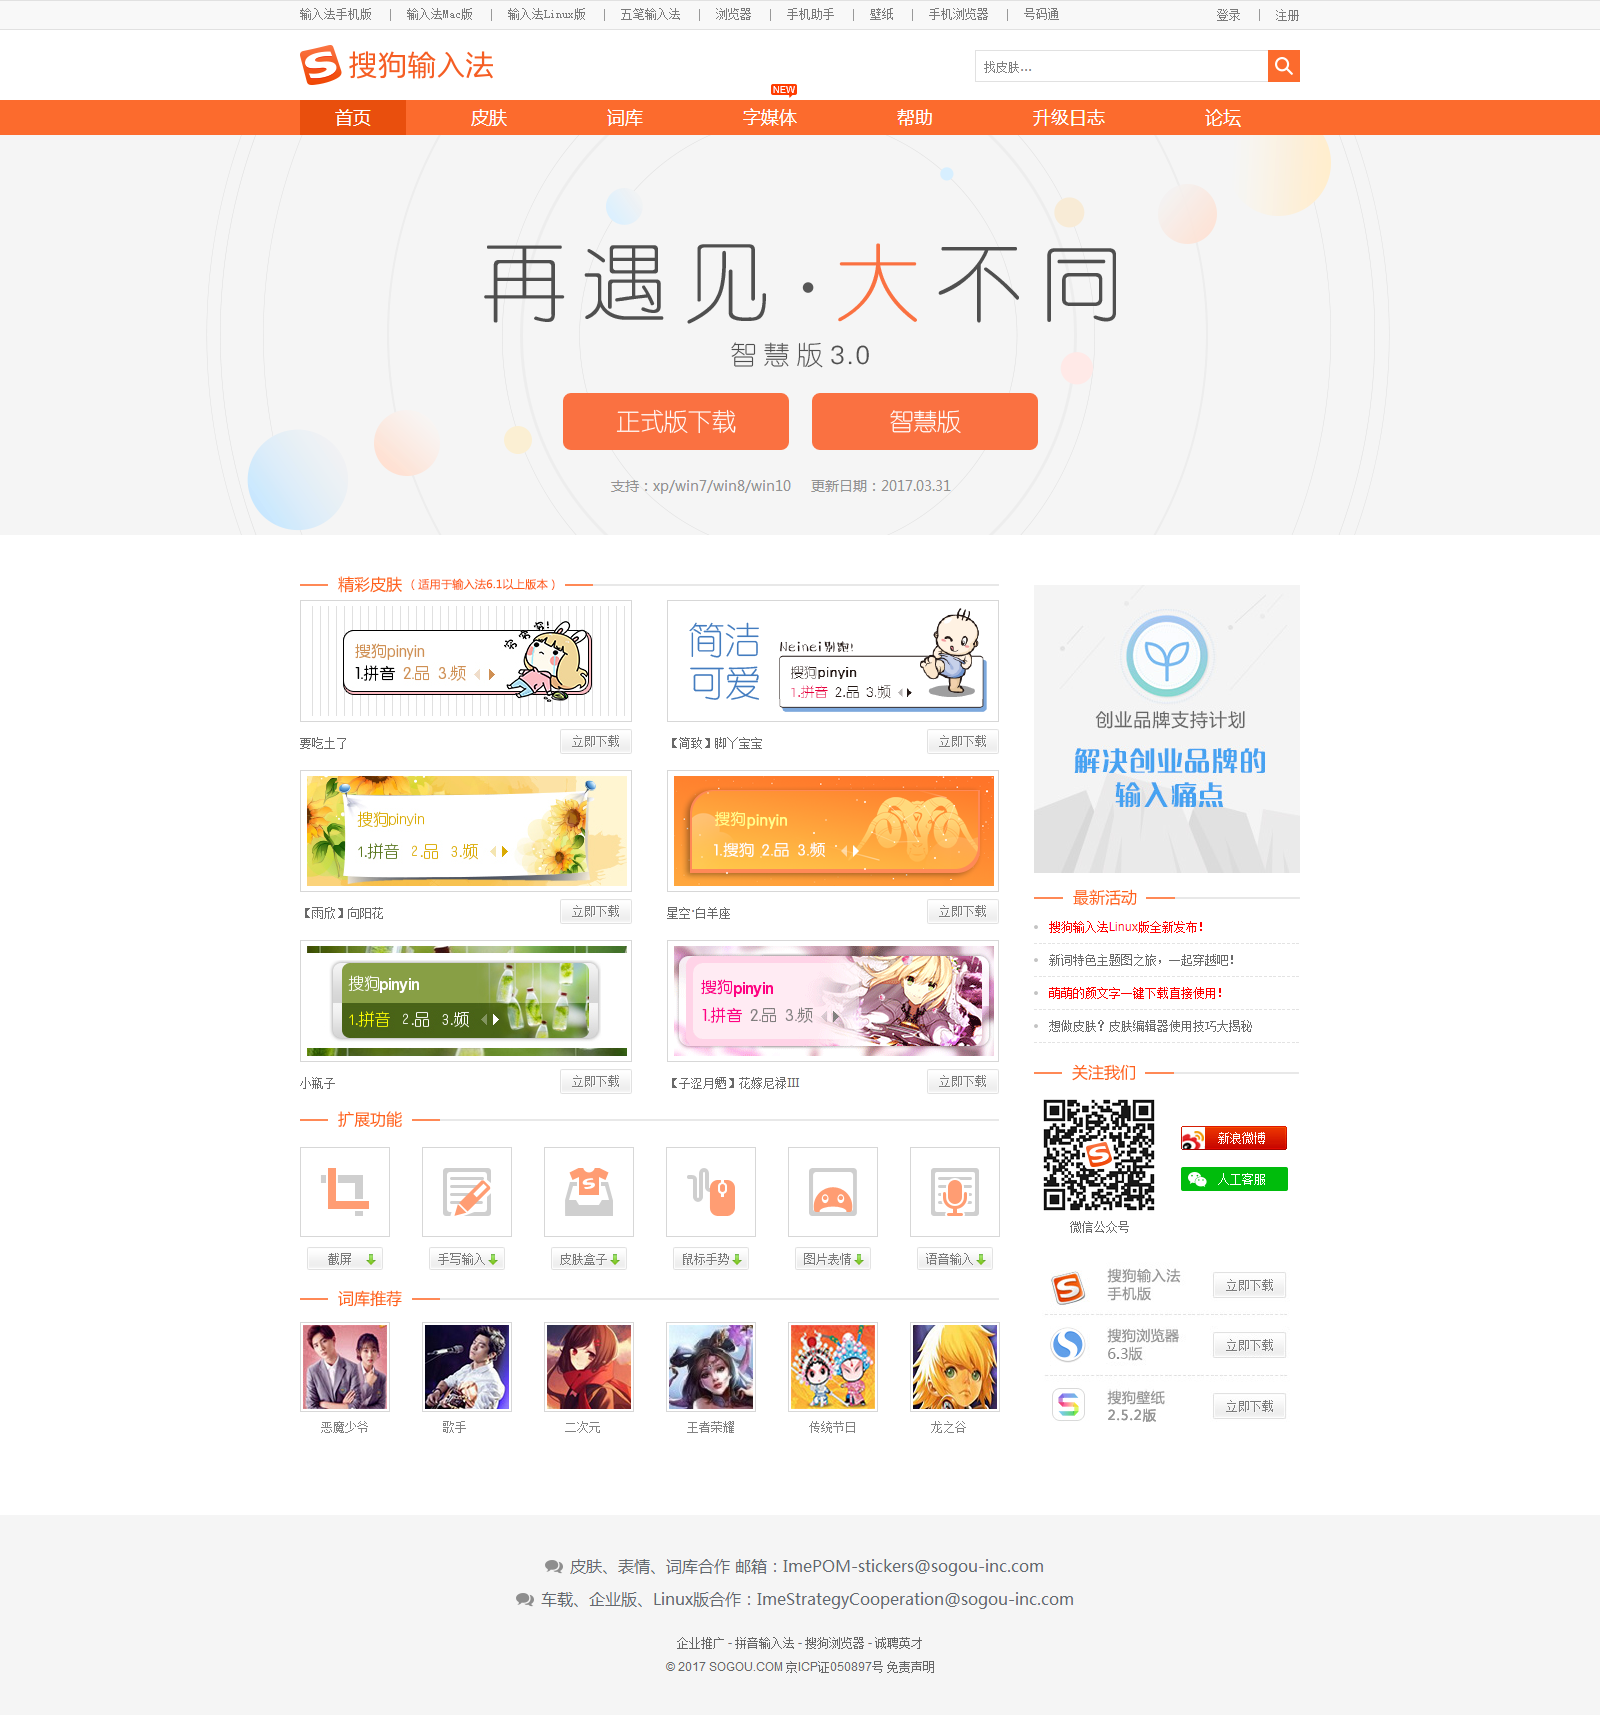 输入法手机版 | 输入法Mac版 | 输入法Linux版 | 五笔输入法 | 浏览器 | 手机助手 | 壁纸 | 手机浏览器 | 号码通 登录 | 注册
搜狗输入法
找皮肤...
NEW
首页 皮肤 词库 字媒体 帮助 升级日志 论坛
再遇见·大不同
智慧版3.0
正式版下载 智慧版
支持：xp/win7/win8/win10 更新日期：2017.03.31
精彩皮肤（适用于输入法6.1以上版本）
穷 穷 穷!
搜狗pinyin
1.拼音 2.品 3.频
要吃土了 立即下载
简洁
可爱
Neinei别跑!
搜狗pinyin
1.拼音 2.品 3.频
【简致】脚丫宝宝 立即下载
搜狗pinyin
1.拼音 2.品 3.频
【雨欣】向阳花 立即下载
搜狗pinyin
1.搜狗 2.品 3.频
星空·白羊座 立即下载
搜狗pinyin
1.拼音 2.品 3.频
小瓶子 立即下载
搜狗pinyin
1.拼音 2.品 3.频
【子涩月魉】花嫁尼禄III 立即下载
扩展功能
截屏 手写输入 皮肤盒子 鼠标手势 图片表情 语音输入
词库推荐
恶魔少爷 歌手 二次元 王者荣耀 传统节日 龙之谷
创业品牌支持计划
解决创业品牌的
输入痛点
最新活动
搜狗输入法Linux版全新发布！
新词特色主题图之旅，一起穿越吧！
萌萌的颜文字一键下载直接使用！
想做皮肤？皮肤编辑器使用技巧大揭秘
关注我们
新浪微博
人工客服
微信公众号
搜狗输入法
手机版
立即下载
搜狗浏览器
6.3版
立即下载
搜狗壁纸
2.5.2版
立即下载
皮肤、表情、词库合作 邮箱：ImePOM-stickers@sogou-inc.com
车载、企业版、Linux版合作：ImeStrategyCooperation@sogou-inc.com
企业推广 - 拼音输入法 - 搜狗浏览器 - 诚聘英才
© 2017 SOGOU.COM 京ICP证050897号 免责声明